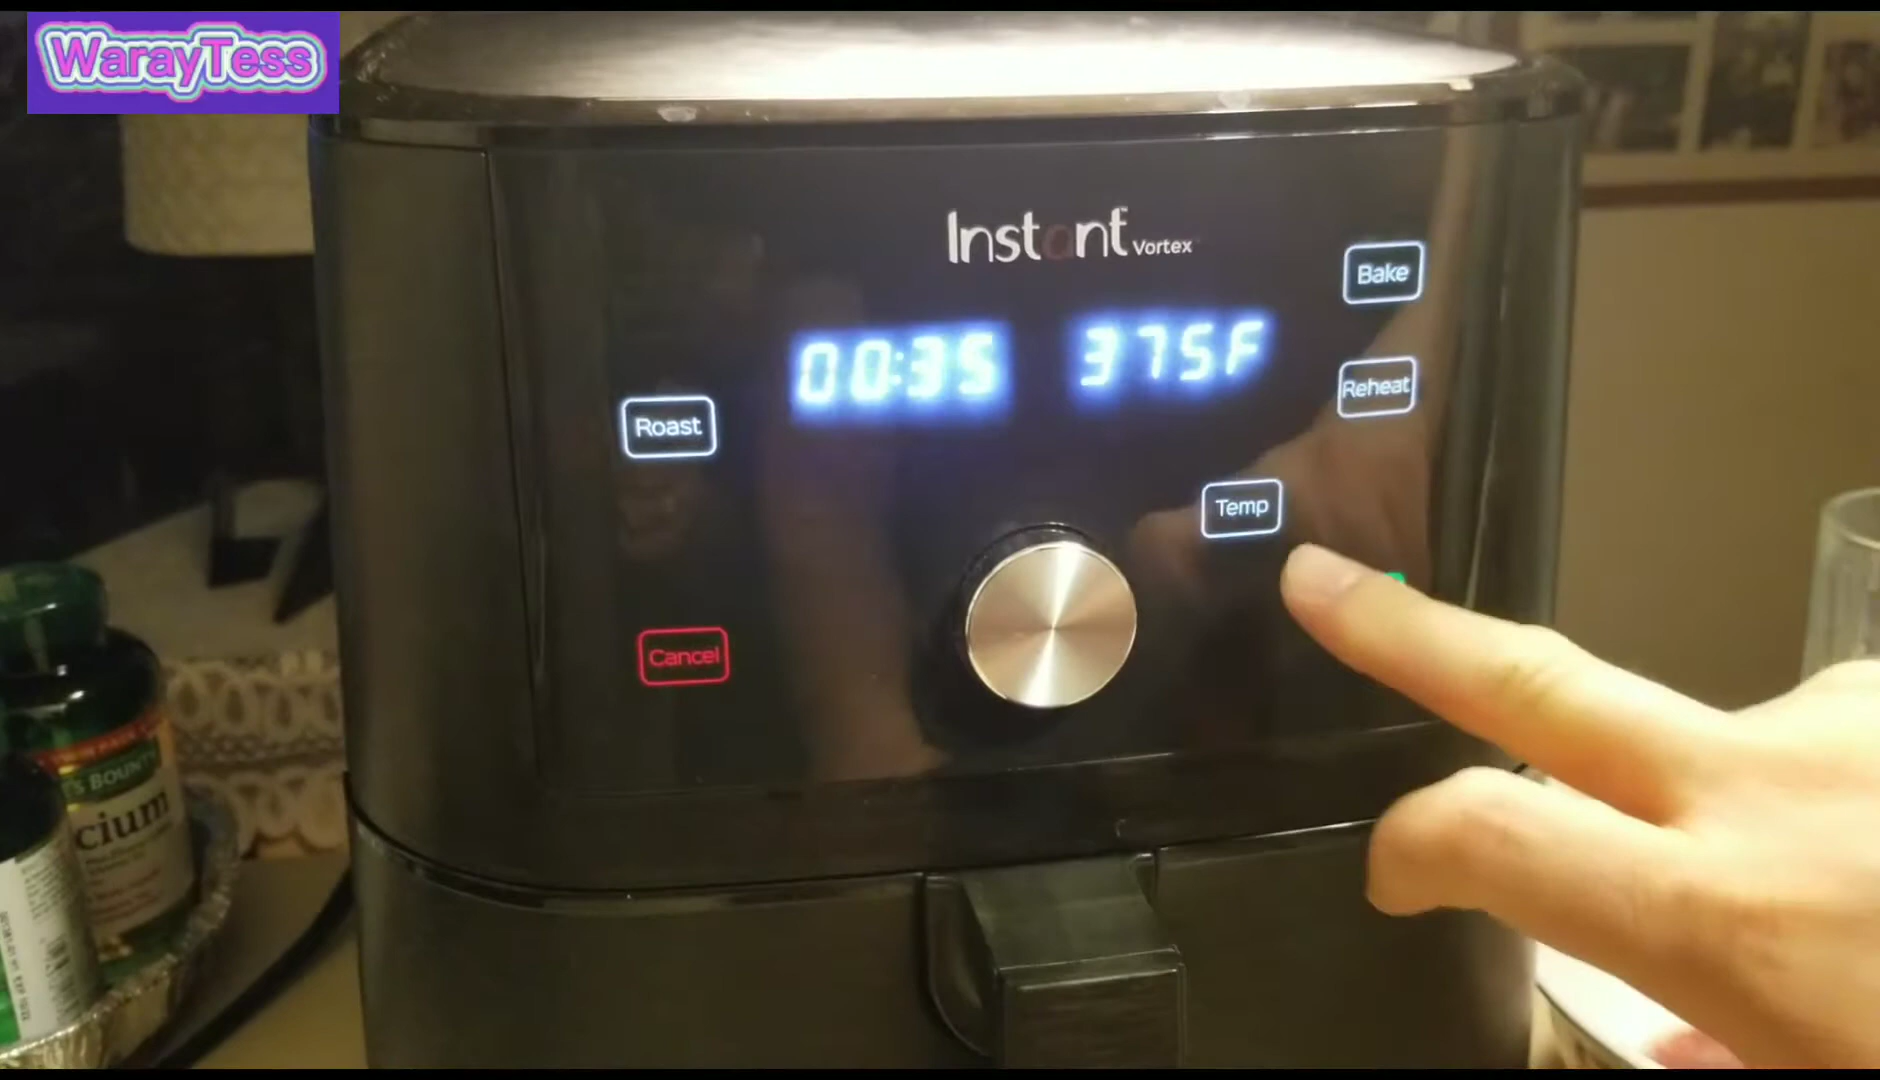 WarayTess
Instant Vortex
Bake
00:35 375F
Reheat
Roast
Temp
Cancel
cium